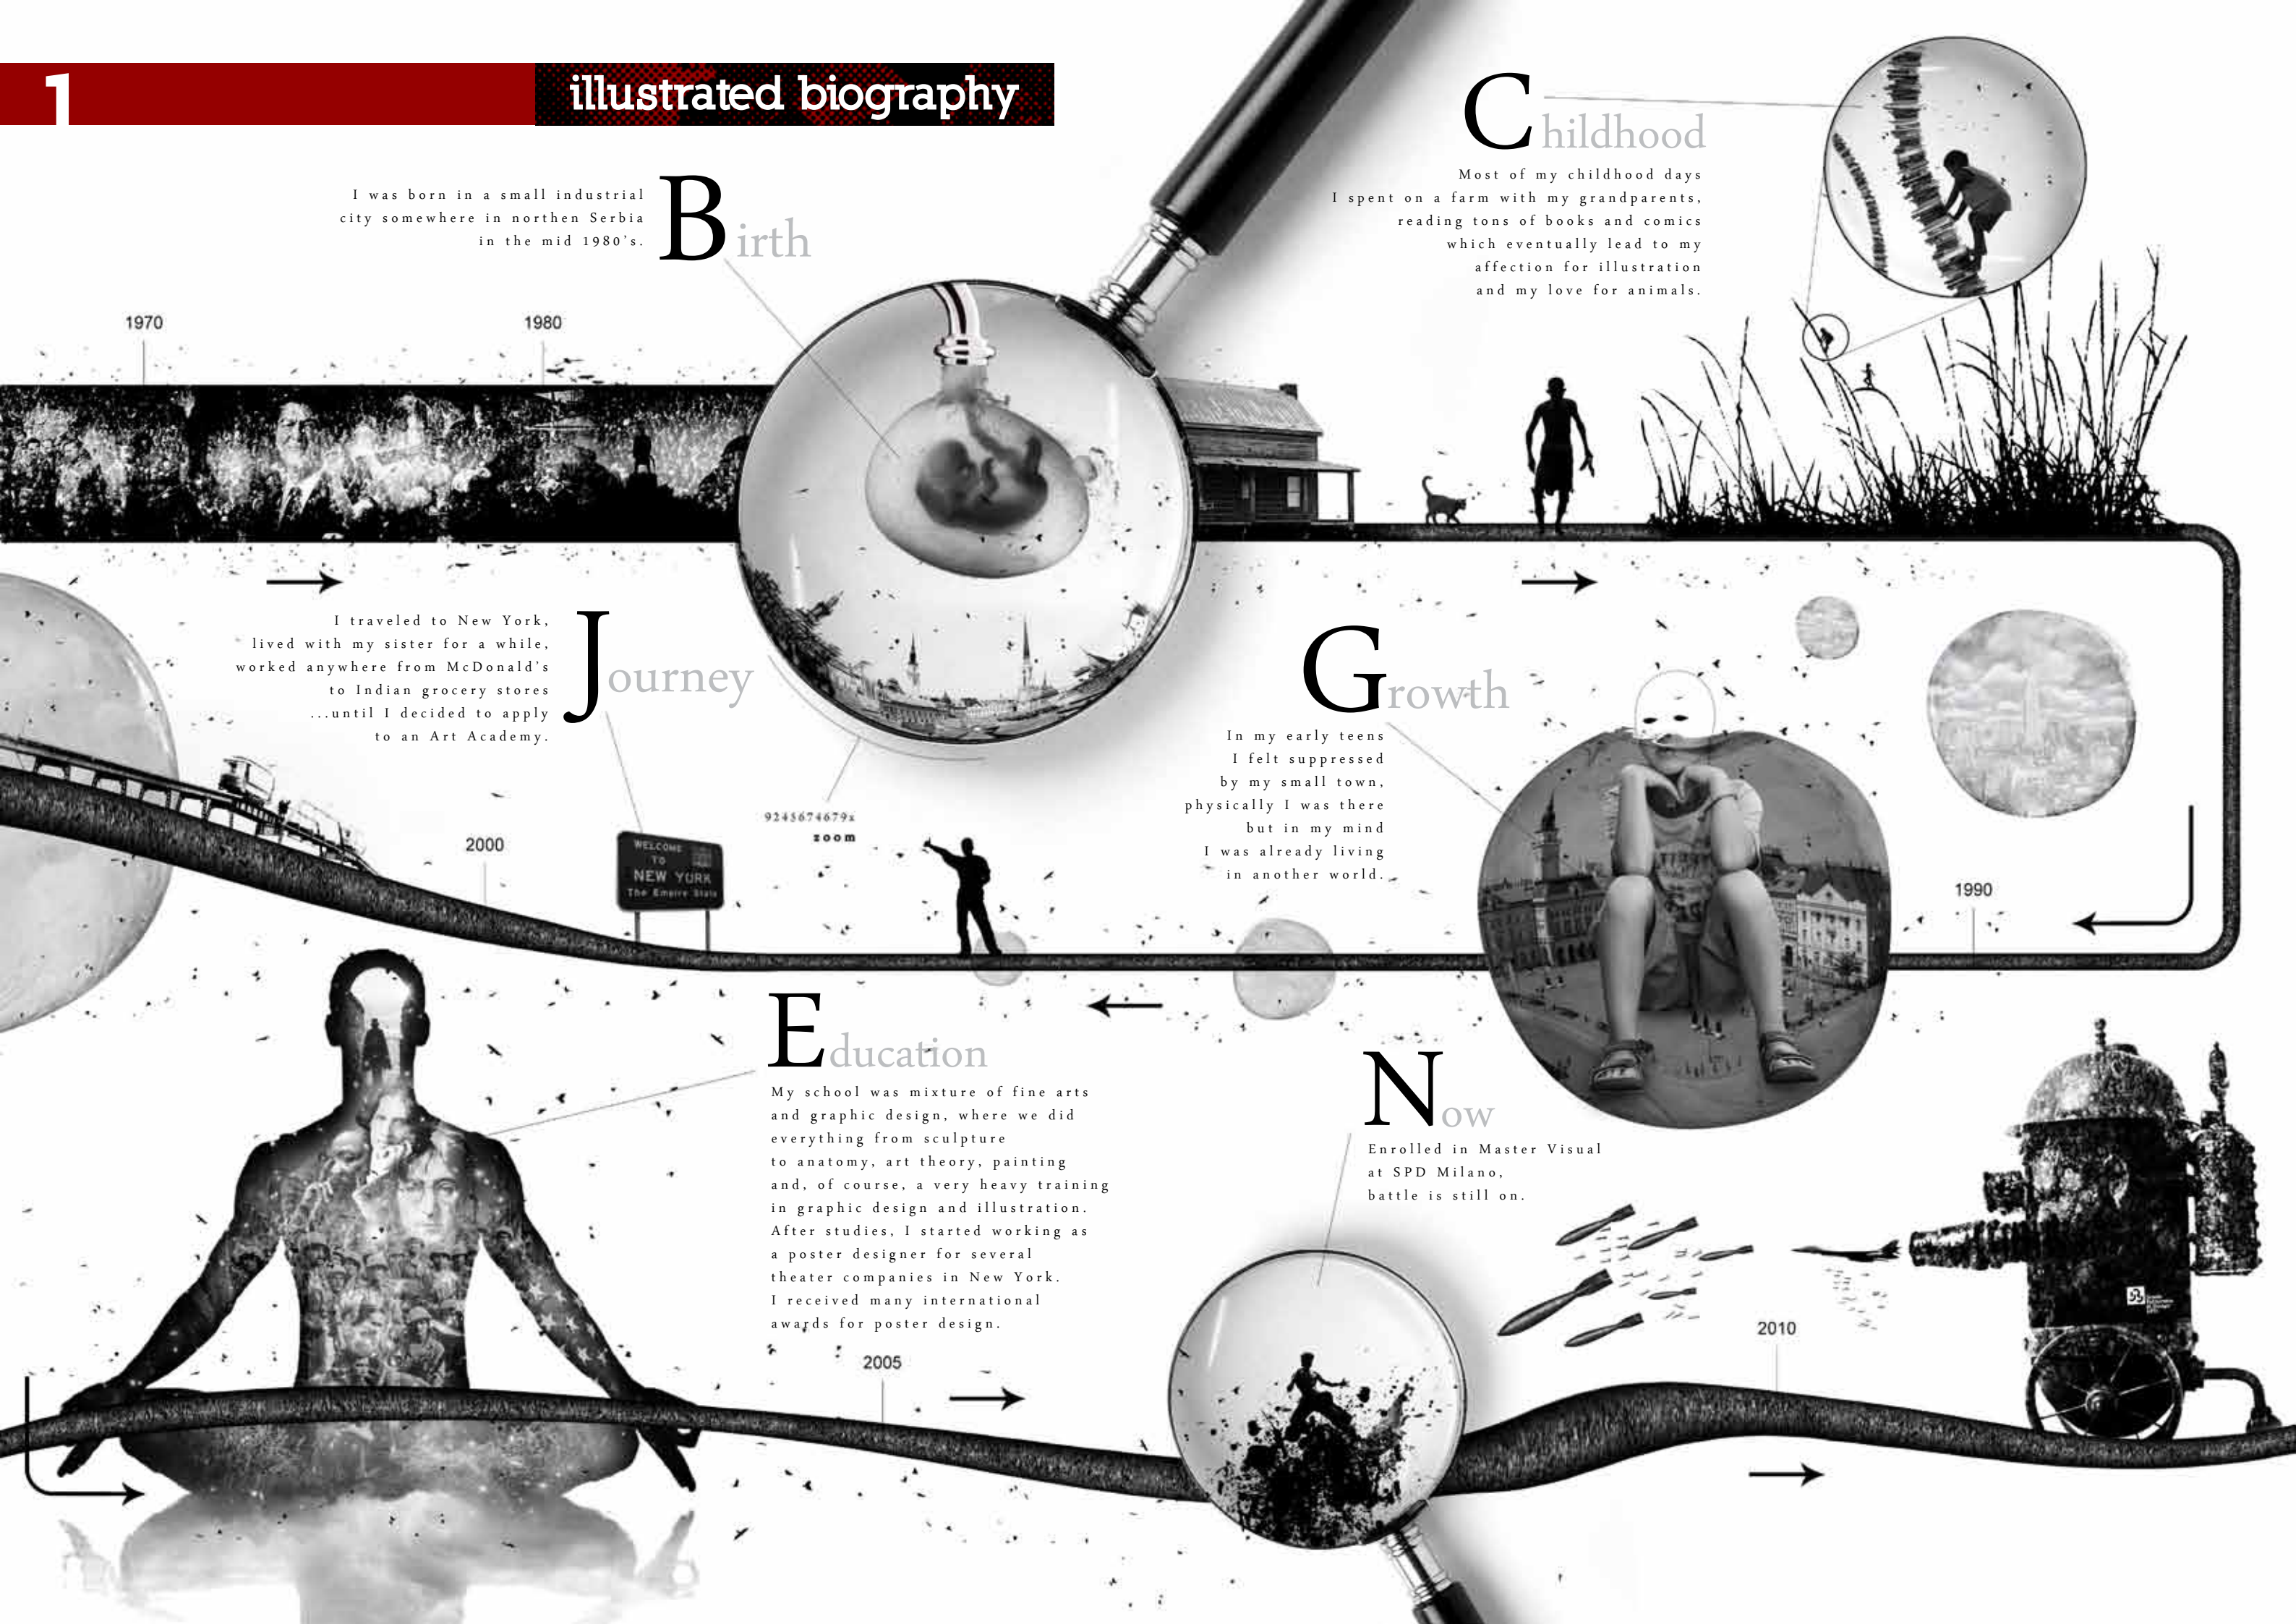 1
illustrated biography
Birth
I was born in a small industrial
city somewhere in northen Serbia
in the mid 1980's.
Childhood
Most of my childhood days
I spent on a farm with my grandparents,
reading tons of books and comics
which eventually lead to my
affection for illustration
and my love for animals.
1970
1980
Journey
I traveled to New York,
lived with my sister for a while,
worked anywhere from McDonald's
to Indian grocery stores
...until I decided to apply
to an Art Academy.
Growth
In my early teens
I felt suppressed
by my small town,
physically I was there
but in my mind
I was already living
in another world.
9245674679x
zoom
2000
WELCOME
TO
NEW YORK
The Empire State
1990
Education
My school was mixture of fine arts
and graphic design, where we did
everything from sculpture
to anatomy, art theory, painting
and, of course, a very heavy training
in graphic design and illustration.
After studies, I started working as
a poster designer for several
theater companies in New York.
I received many international
awards for poster design.
Now
Enrolled in Master Visual
at SPD Milano,
battle is still on.
2005
2010